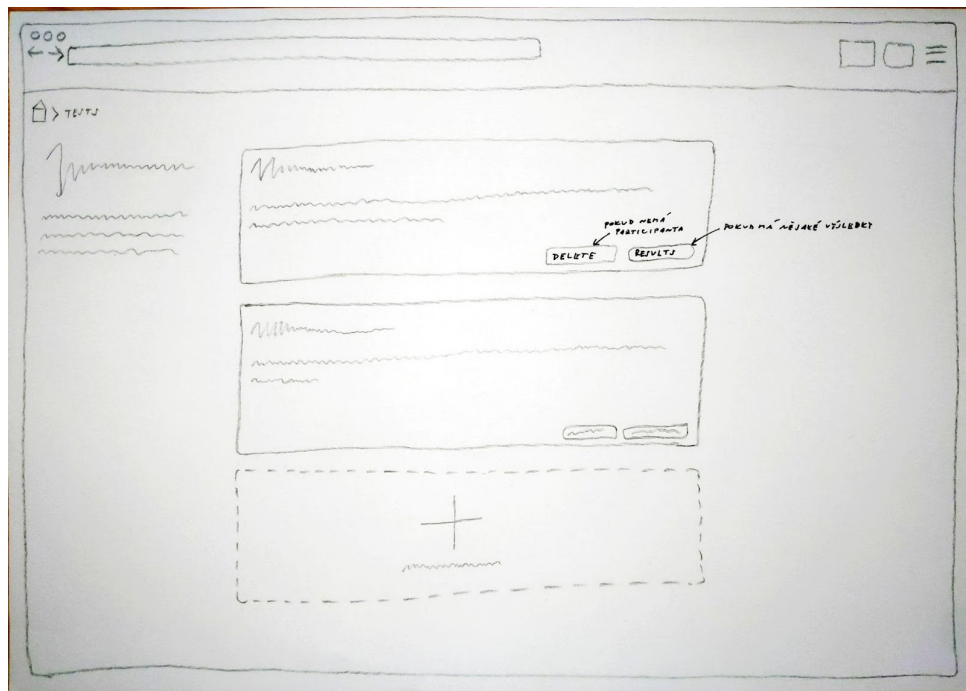 > TESTS
POKUD NEMÁ
PARTICIPANTA
POKUD MÁ NĚJAKÉ VÝSLEDKY
DELETE
RESULTS